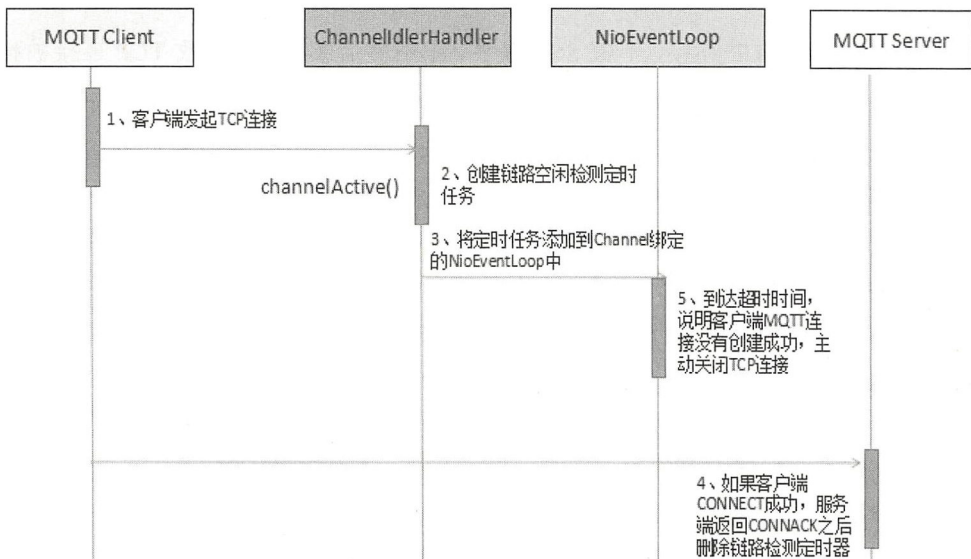 MQTT Client
ChannelIdlerHandler
NioEventLoop
MQTT Server
1、客户端发起TCP连接
channelActive()
2、创建链路空闲检测定时
任务
3、将定时任务添加到Channel绑定
的NioEventLoop中
5、到达超时时间，
说明客户端MQTT连
接没有创建成功，主
动关闭TCP连接
4、如果客户端
CONNECT成功，服务
端返回CONNACK之后
删除链路检测定时器